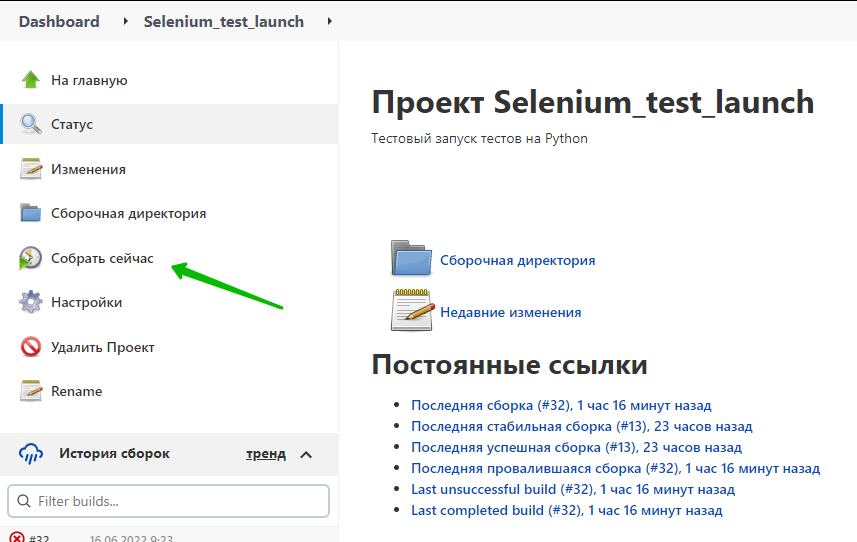 Dashboard
Selenium_test_launch
На главную
Статус
Изменения
Сборочная директория
Собрать сейчас
Настройки
Удалить Проект
Rename
История сборок тренд
Filter builds...
#32 16.06.2022 9:23
Проект Selenium_test_launch
Тестовый запуск тестов на Python
Сборочная директория
Недавние изменения
Постоянные ссылки
Последняя сборка (#32), 1 час 16 минут назад
Последняя стабильная сборка (#13), 23 часов назад
Последняя успешная сборка (#13), 23 часов назад
Последняя провалившаяся сборка (#32), 1 час 16 минут назад
Last unsuccessful build (#32), 1 час 16 минут назад
Last completed build (#32), 1 час 16 минут назад